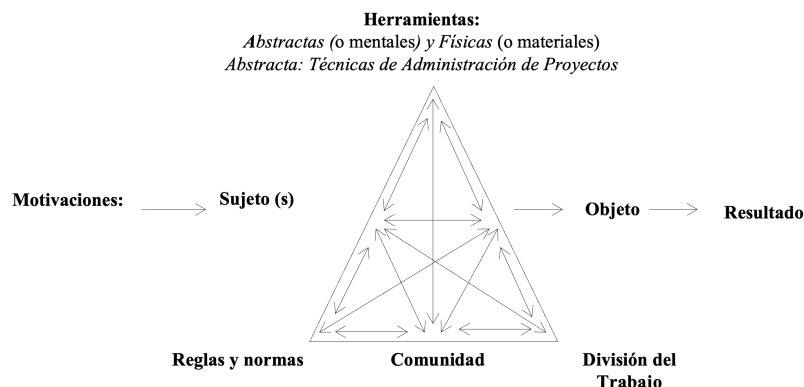 Herramientas:
Abstractas (o mentales) y Físicas (o materiales)
Abstracta: Técnicas de Administración de Proyectos
Motivaciones:
Sujeto (s)
Objeto
Resultado
Reglas y normas
Comunidad
División del
Trabajo